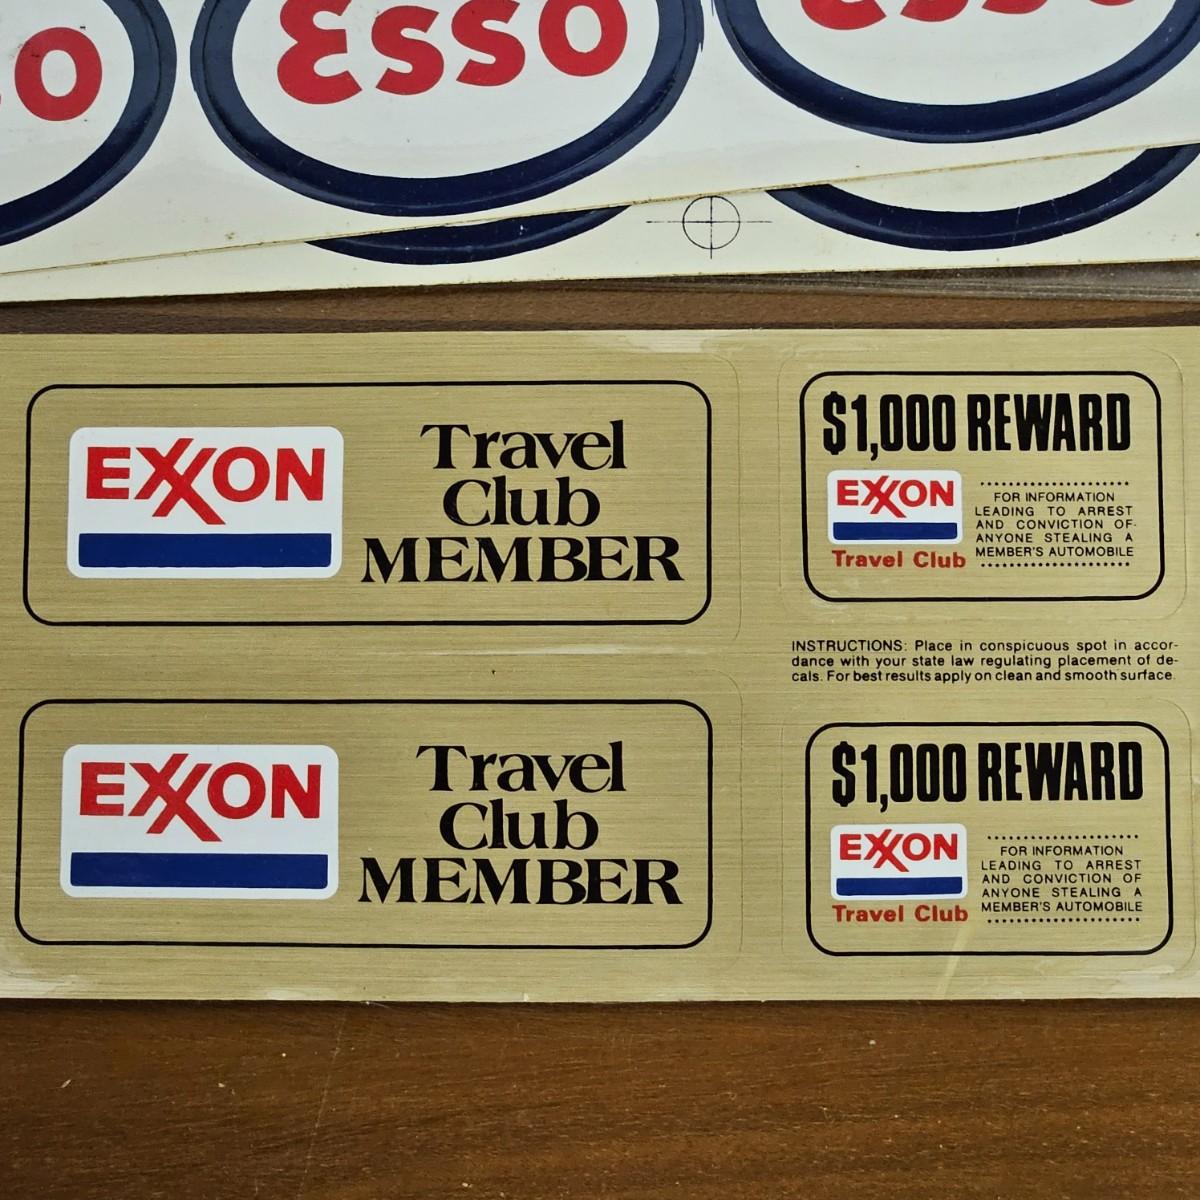 O
Esso
Esso
EXXON
Travel
Club
MEMBER
$1,000 REWARD
EXXON
Travel Club
FOR INFORMATION
LEADING TO ARREST
AND CONVICTION OF
ANYONE STEALING A
MEMBER'S AUTOMOBILE
INSTRUCTIONS: Place in conspicuous spot in accor-
dance with your state law regulating placement of de-
cals. For best results apply on clean and smooth surface.
EXXON
Travel
Club
MEMBER
$1,000 REWARD
EXXON
Travel Club
FOR INFORMATION
LEADING TO ARREST
AND CONVICTION OF
ANYONE STEALING A
MEMBER'S AUTOMOBILE